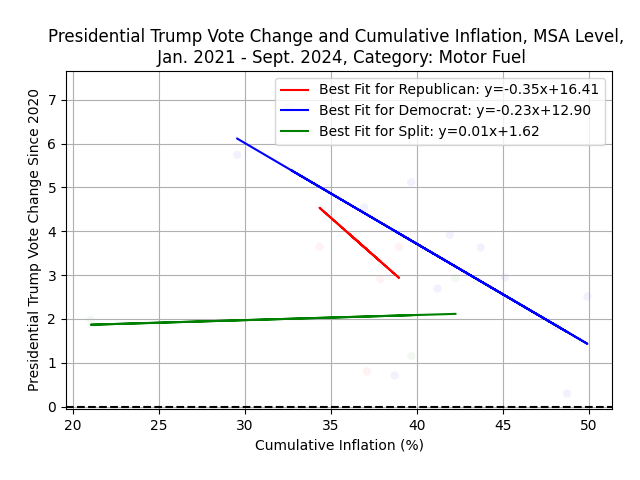 Presidential Trump Vote Change and Cumulative Inflation, MSA Level,
Jan. 2021 - Sept. 2024, Category: Motor Fuel
Best Fit for Republican: y=-0.35x+16.41
Best Fit for Democrat: y=-0.23x+12.90
Best Fit for Split: y=0.01x+1.62
Presidential Trump Vote Change Since 2020
7
6
5
4
3
2
1
0
20 25 30 35 40 45 50
Cumulative Inflation (%)